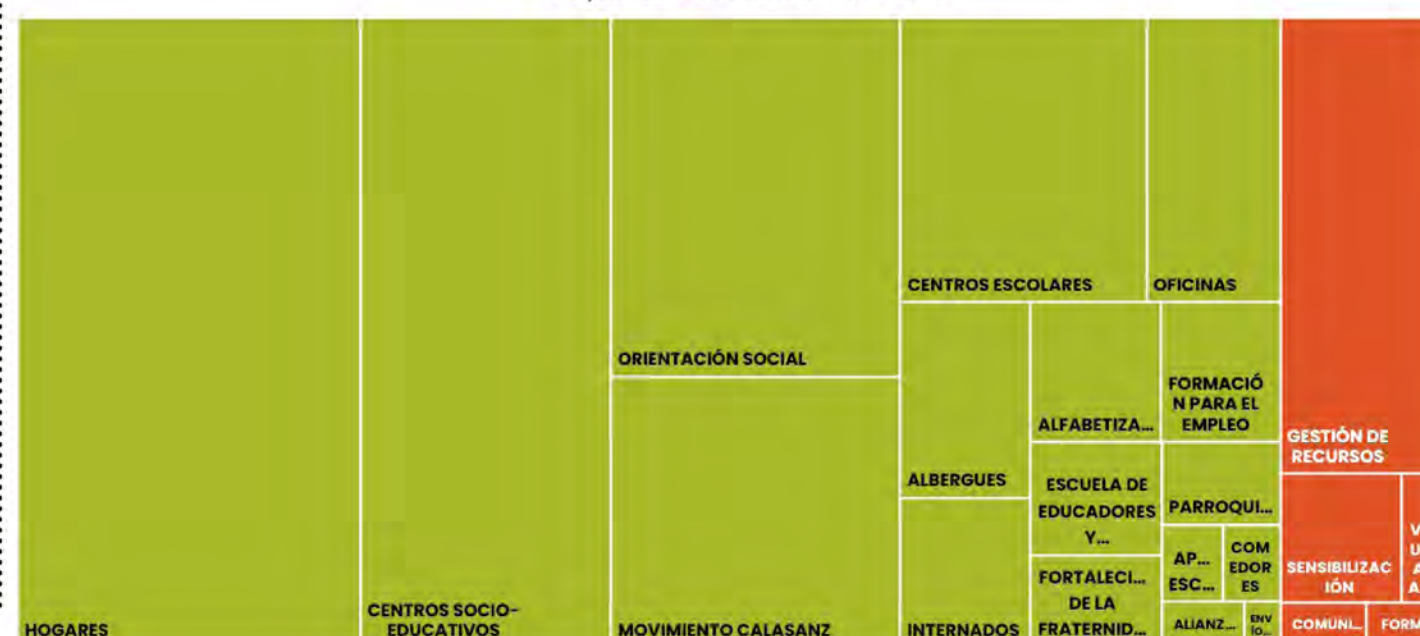 CENTROS ESCOLARES
OFICINAS
ORIENTACIÓN SOCIAL
FORMACIÓ
N PARA EL
EMPLEO
ALFABETIZA...
GESTIÓN DE
RECURSOS
ALBERGUES
ESCUELA DE
EDUCADORES
Y...
PARROQUI...
AP...
ESC...
COM
EDOR
ES
SENSIBILIZAC
IÓN
FORTALECI...
DE LA
FRATERNID...
HOGARES
CENTROS SOCIO-
EDUCATIVOS
MOVIMIENTO CALASANZ
INTERNADOS
ALIANZ...
ENV
ÍO...
COMUNI...
FORM